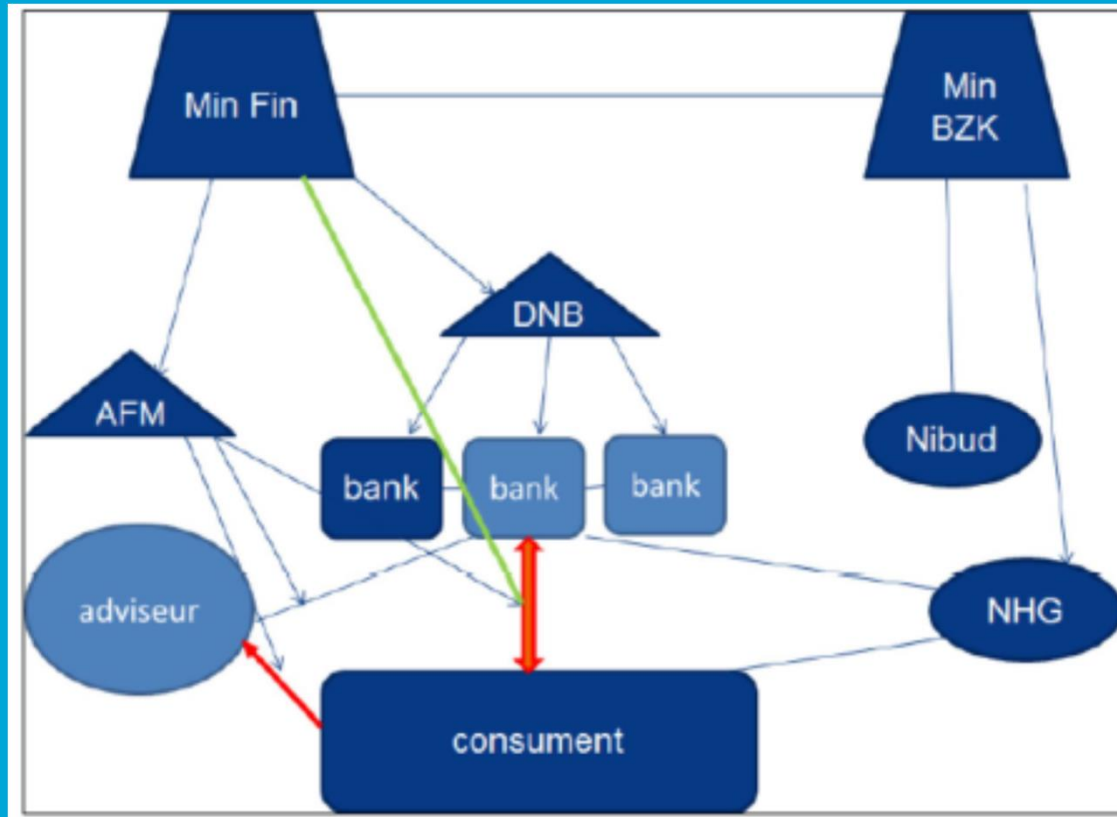 Min Fin
Min
BZK
DNB
AFM
bank
bank
bank
Nibud
adviseur
NHG
consument